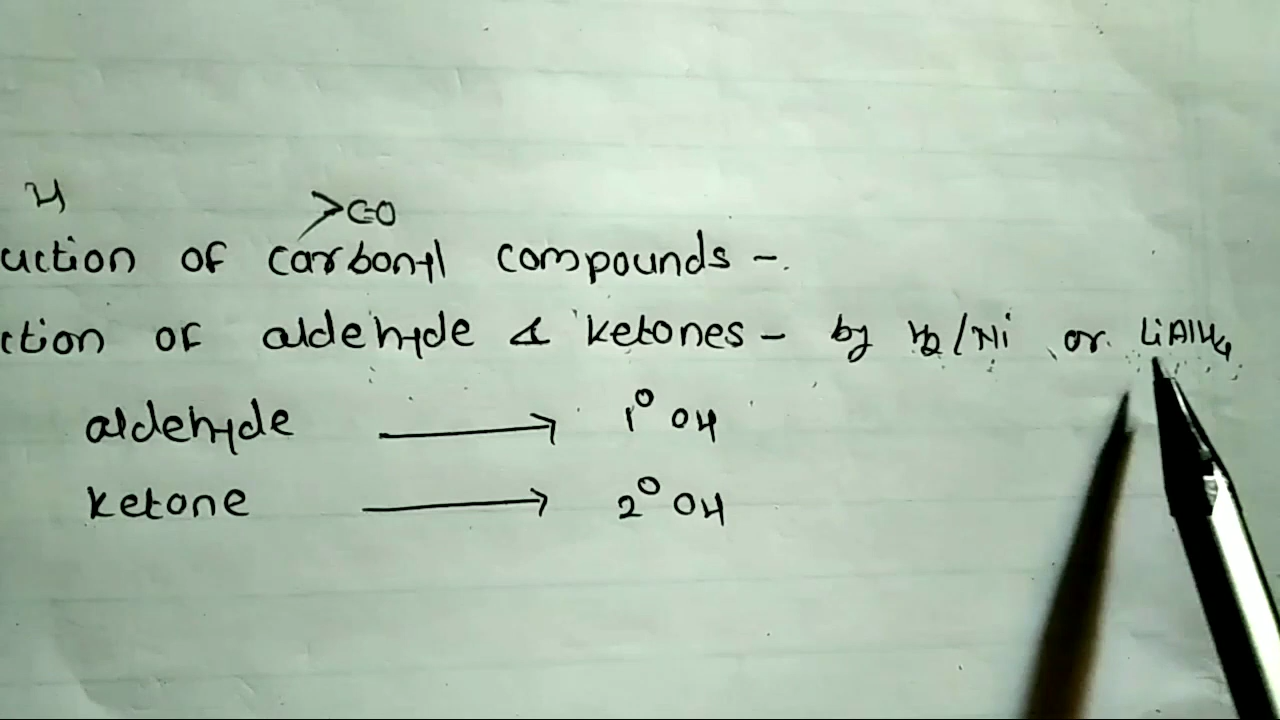 >C=O
uction of carbonyl compounds -.
ction of aldehyde & ketones - by H2/Ni or LiAlH4
aldehyde ⟶ 1° OH
ketone ⟶ 2° OH